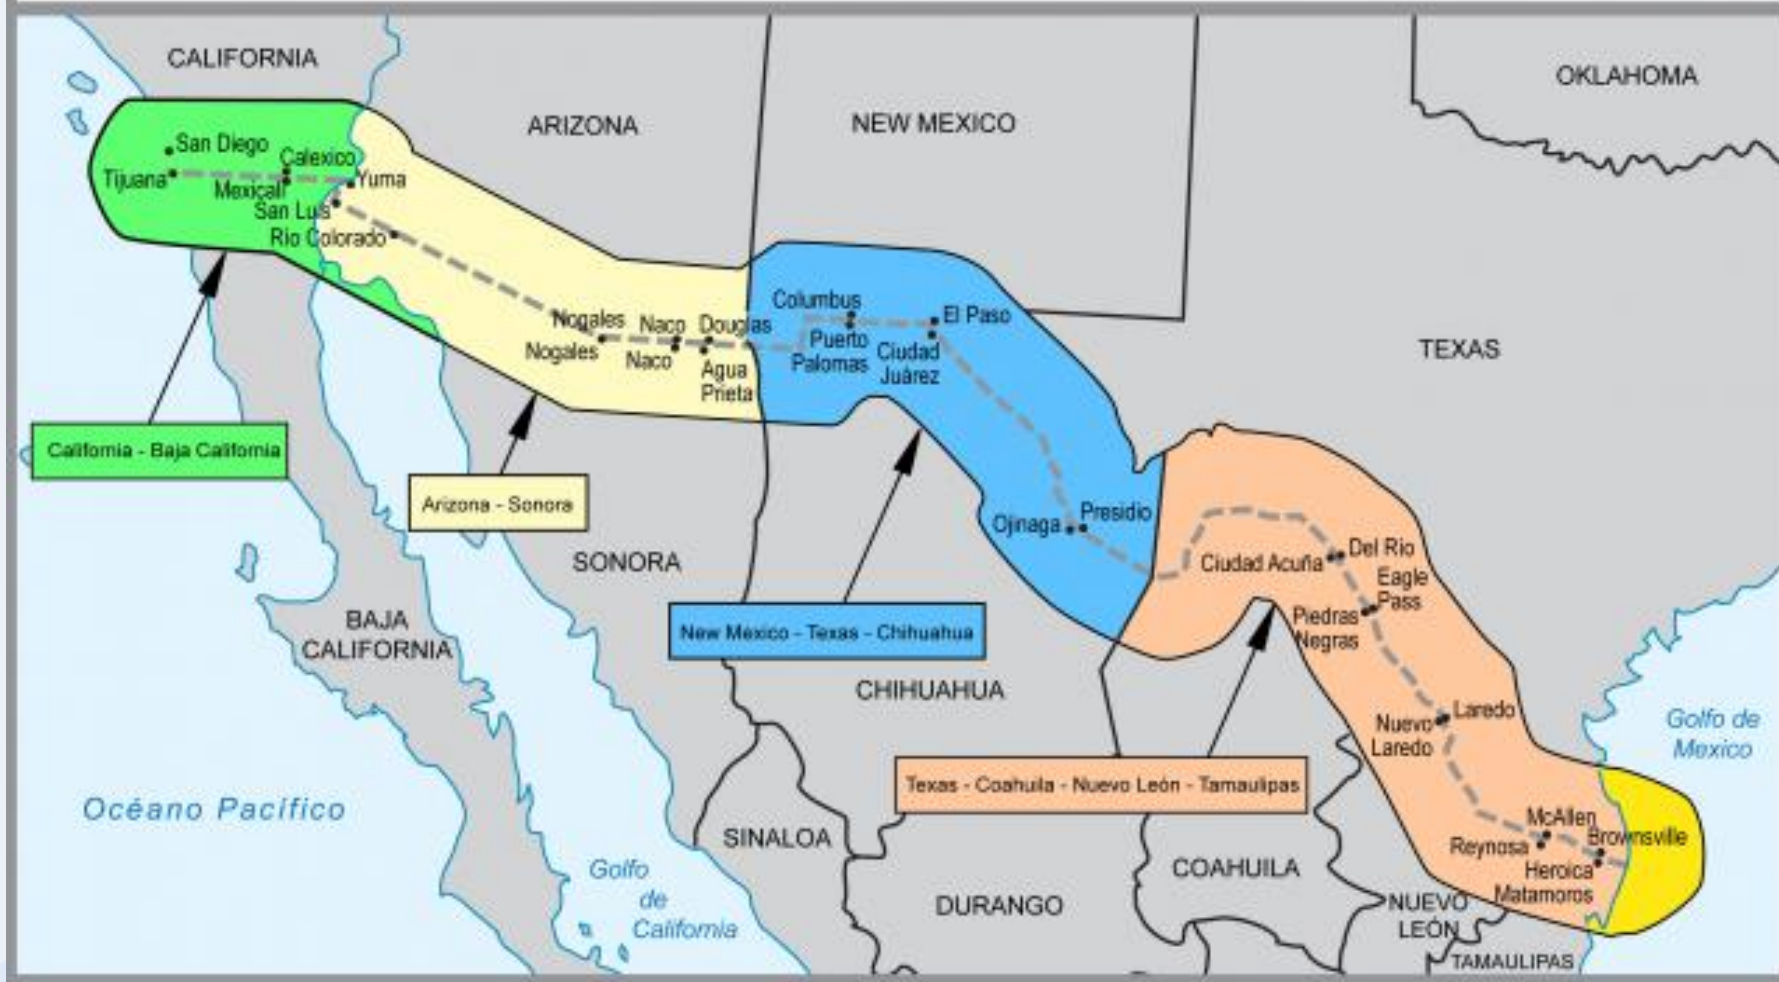 CALIFORNIA
ARIZONA
NEW MEXICO
OKLAHOMA
San Diego
Calexico
Tijuana
Mexicali
Yuma
San Luis
Rio Colorado
Columbus
El Paso
Nogales
Naco
Douglas
Puerto
Palomas
Ciudad
Juárez
Nogales
Naco
Agua
Prieta
TEXAS
California - Baja California
Arizona - Sonora
Ojinaga
Presidio
SONORA
Ciudad Acuña
Del Rio
Eagle
Pass
Piedras
Negras
BAJA
CALIFORNIA
New Mexico - Texas - Chihuahua
CHIHUAHUA
Nuevo
Laredo
Laredo
Golfo de
Mexico
Texas - Coahuila - Nuevo León - Tamaulipas
Océano Pacífico
SINALOA
McAllen
Brownsville
Reynosa
Heroica
Matamoros
Golfo
de
California
DURANGO
COAHUILA
NUEVO
LEÓN
TAMAULIPAS